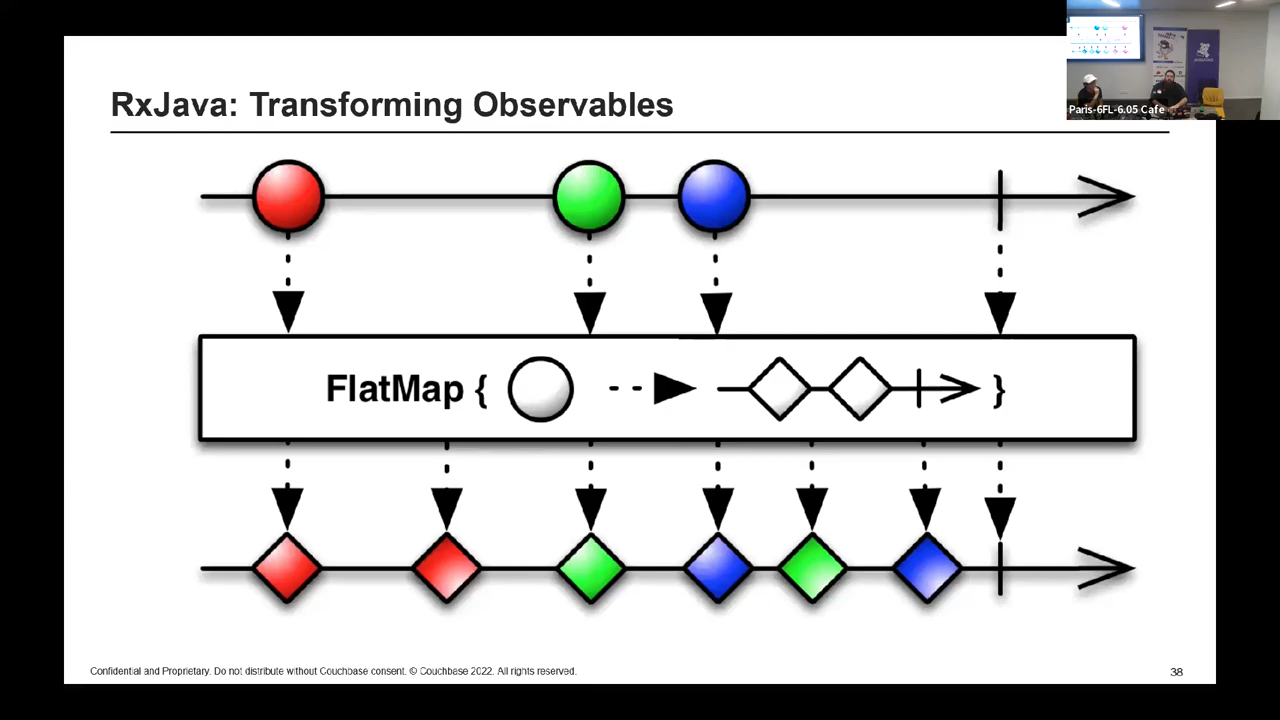 RxJava: Transforming Observables
Paris-6FL-6.05 Cafe
FlatMap { }
Confidential and Proprietary. Do not distribute without Couchbase consent. © Couchbase 2022. All rights reserved.
38